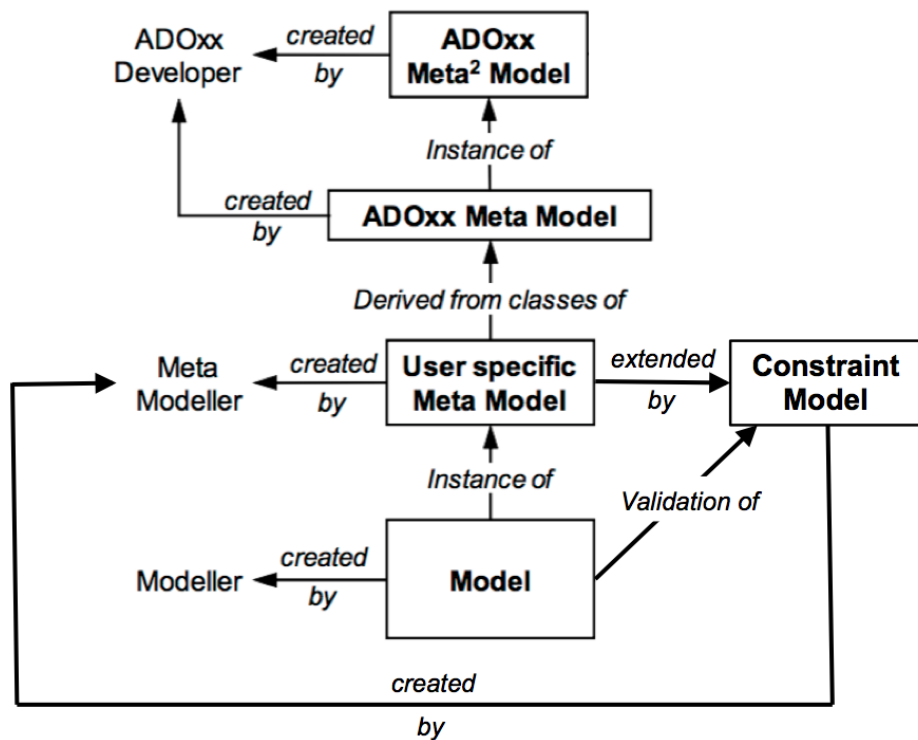 ADOxx
Developer
created
by
ADOxx
Meta² Model
Instance of
created
by
ADOxx Meta Model
Derived from classes of
Meta
Modeller
created
by
User specific
Meta Model
extended
by
Constraint
Model
Instance of
Validation of
Modeller
created
by
Model
created
by